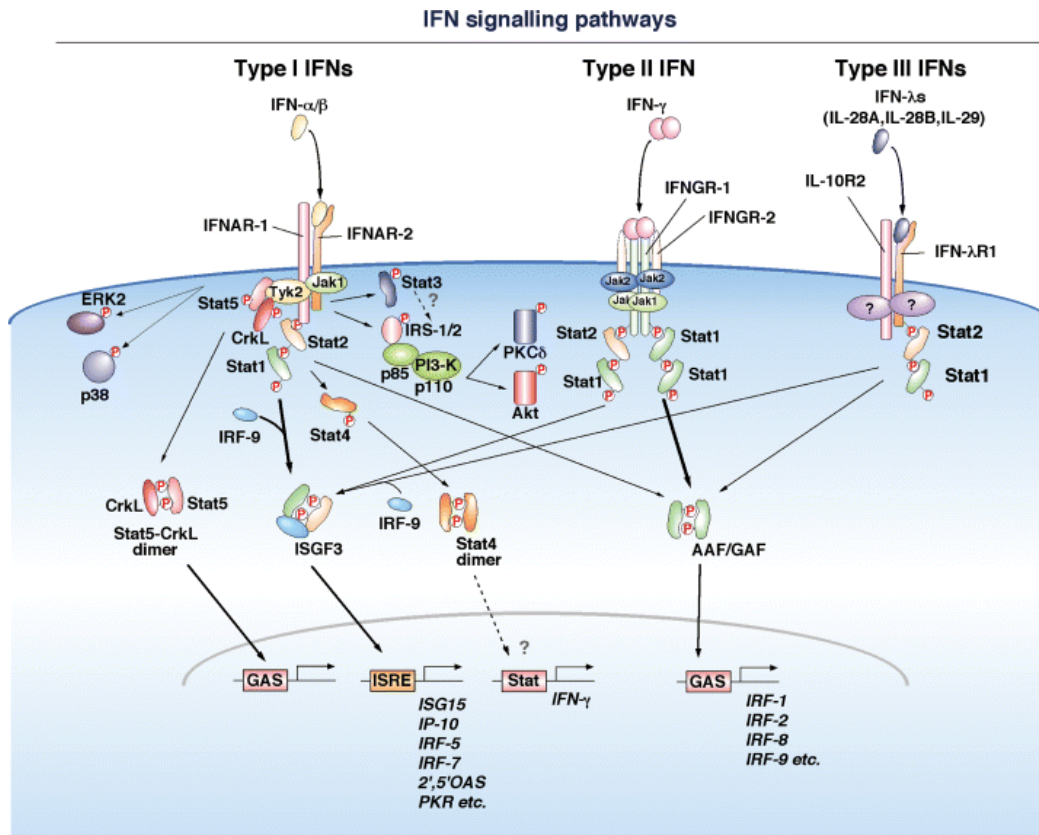 IFN signalling pathways
Type I IFNs
Type II IFN
Type III IFNs
IFN-α/β
IFN-γ
IFN-λs
(IL-28A,IL-28B,IL-29)
IFNAR-1
IFNAR-2
IFNGR-1
IFNGR-2
IL-10R2
IFN-λR1
ERK2
P
p38
P
Stat5
P
Tyk2
Jak1
CrkL
P
P
Stat2
Stat1
P
P
P
Stat3
?
P
IRS-1/2
p85
PI3-K
p110
P
PKCδ
P
Akt
Jak2
Jak2
Jak1
Stat2
P
P
Stat1
P
P
Stat1
P
P
Stat1
P
?
?
P
Stat2
P
Stat1
P
IRF-9
Stat4
P
CrkL
P
P
Stat5
Stat5-CrkL
dimer
P
P
ISGF3
IRF-9
P
P
Stat4
dimer
P
P
AAF/GAF
?
GAS
ISRE
Stat
GAS
ISG15
IP-10
IRF-5
IRF-7
2',5'OAS
PKR etc.
IFN-γ
IRF-1
IRF-2
IRF-8
IRF-9 etc.